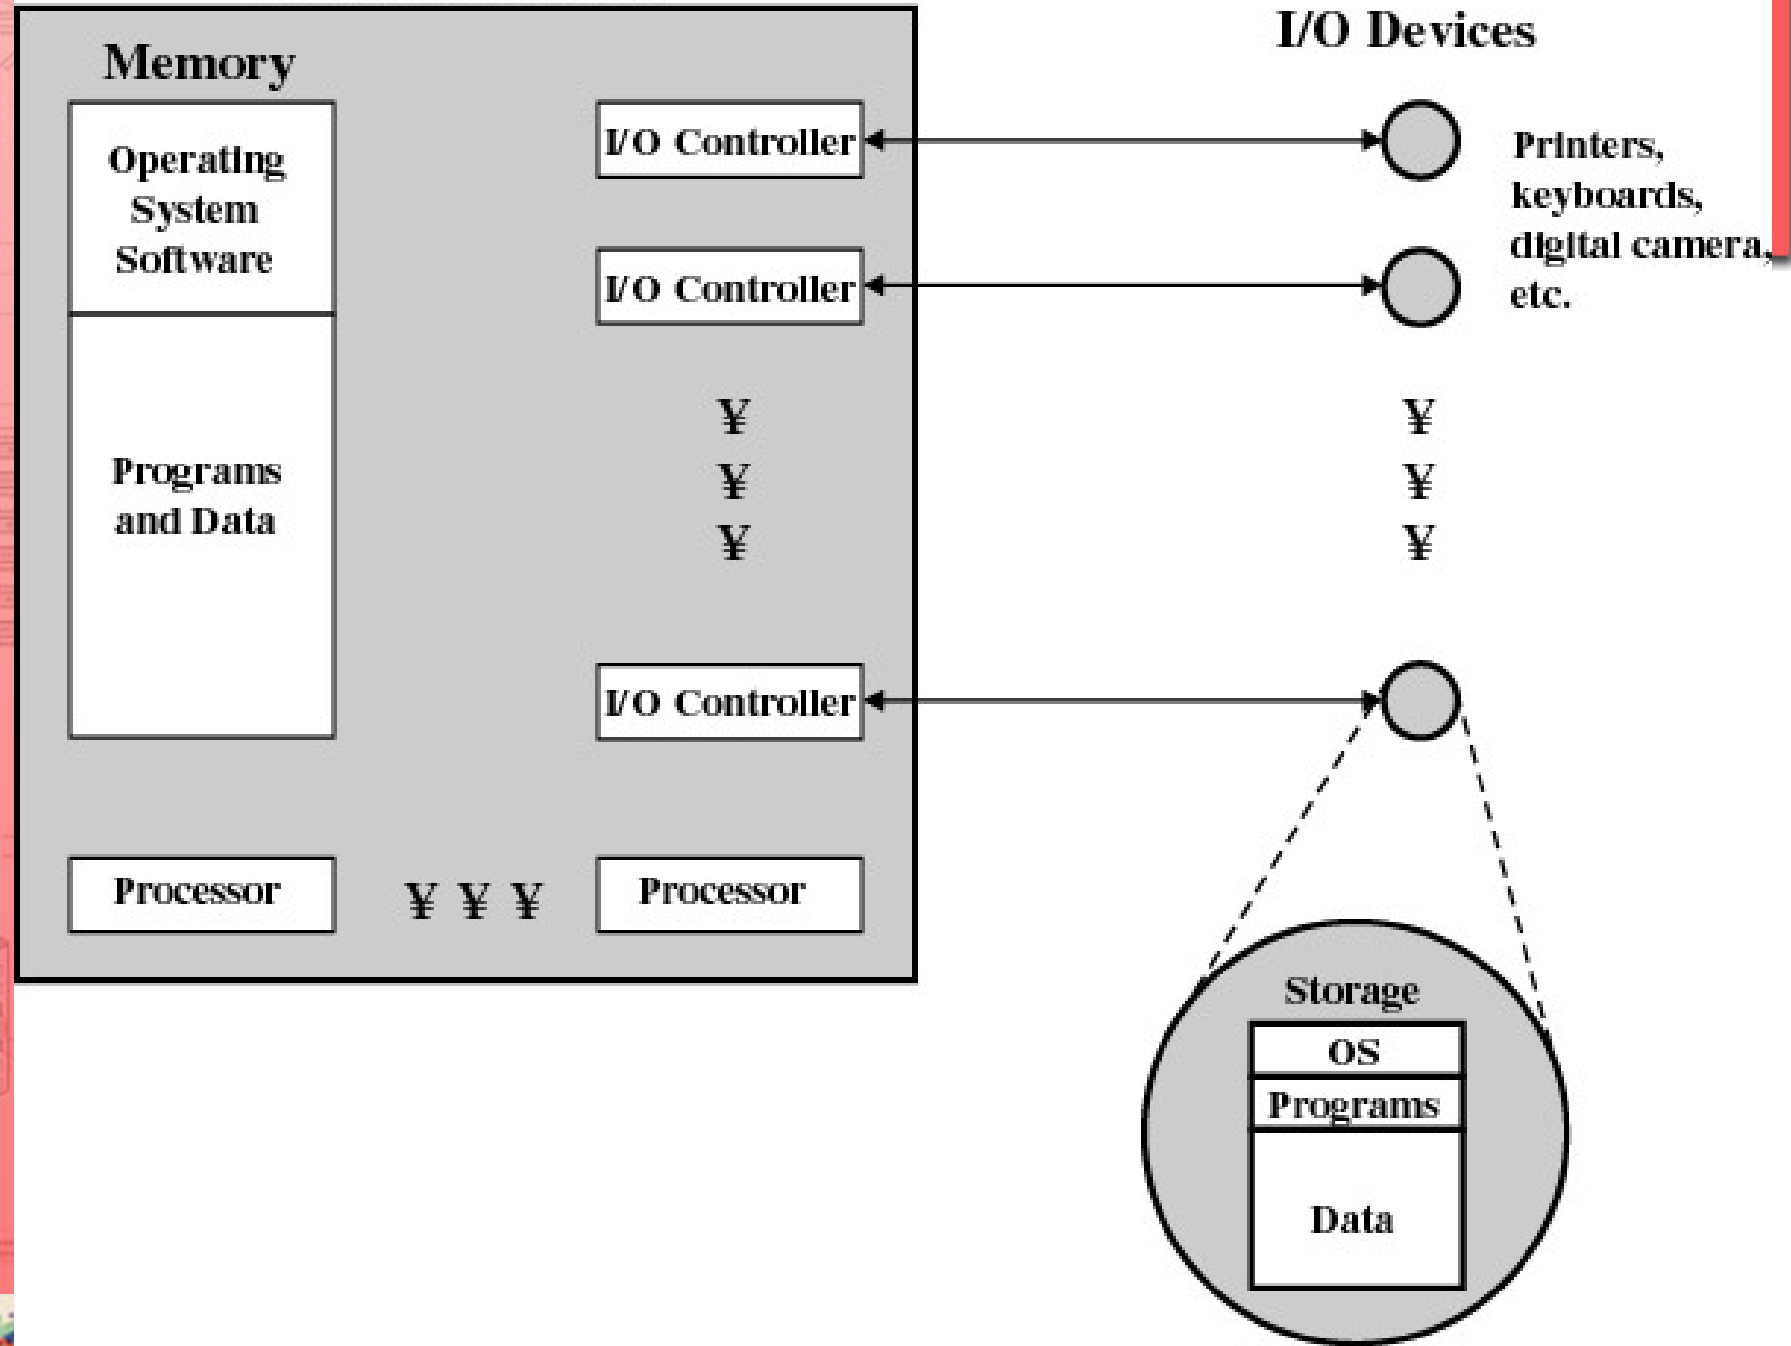 Memory
Operating
System
Software
Programs
and Data
I/O Controller
I/O Controller
¥
¥
¥
I/O Controller
Processor
¥ ¥ ¥
Processor
I/O Devices
Printers,
keyboards,
digital camera,
etc.
¥
¥
¥
Storage
OS
Programs
Data